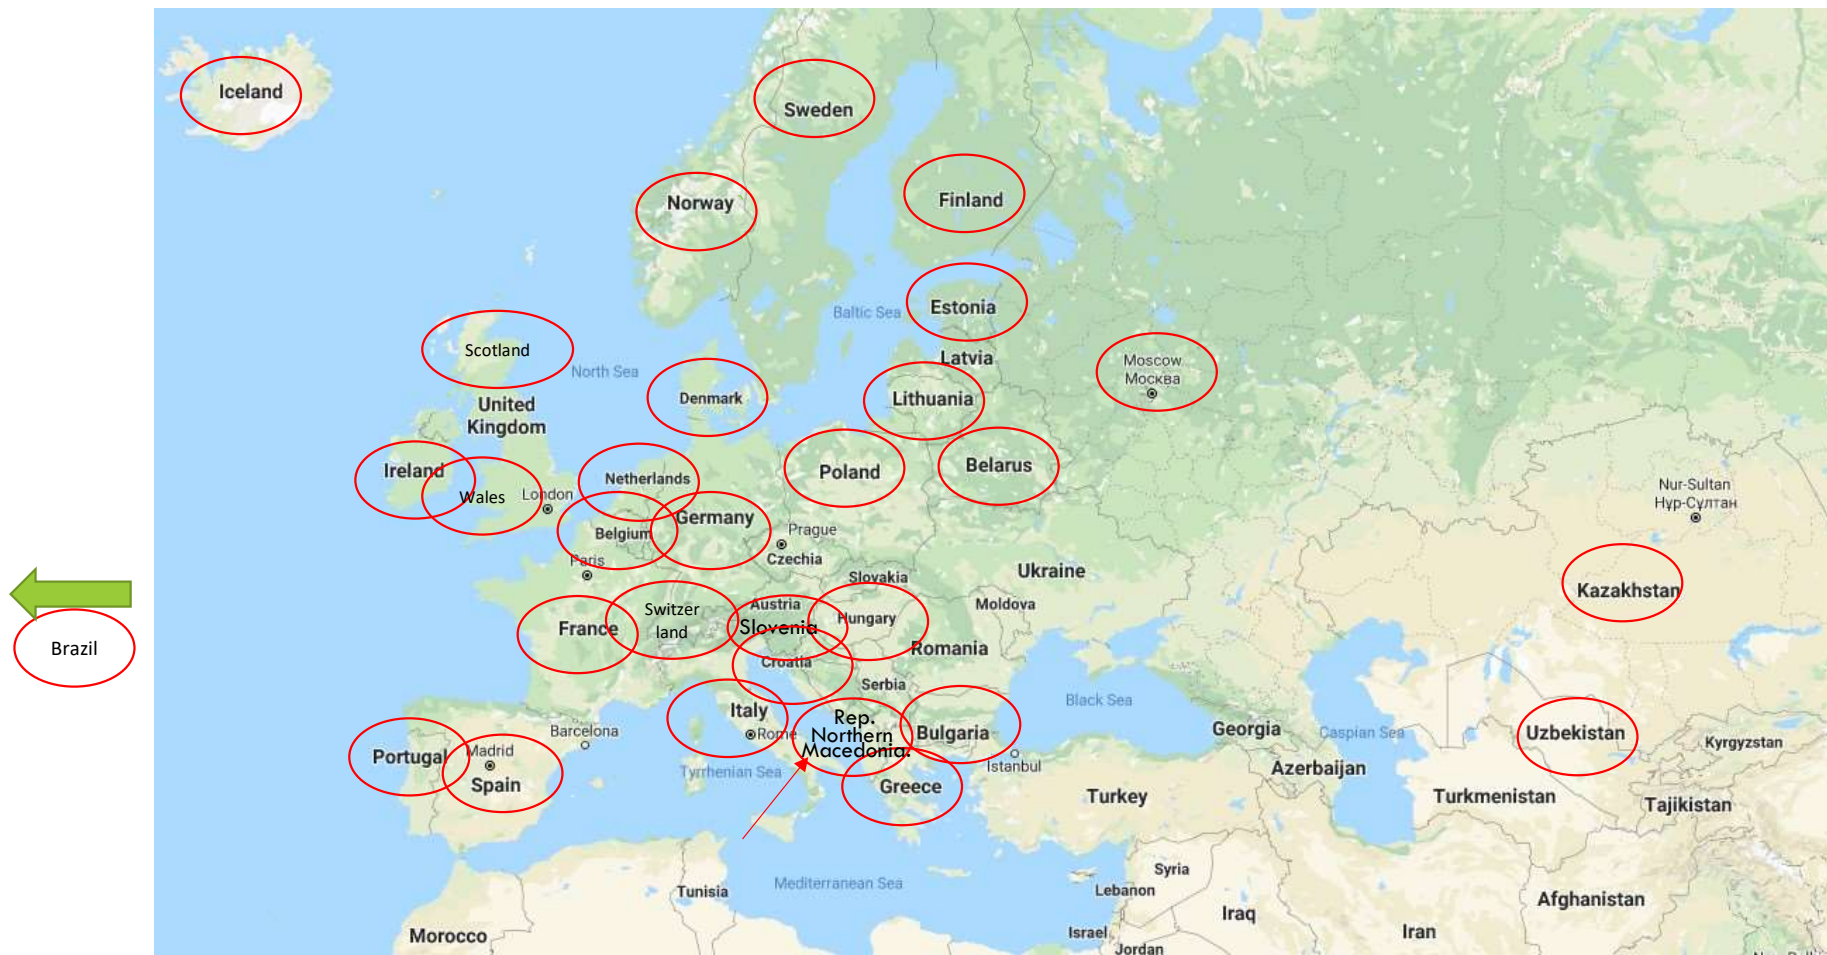 Iceland
Sweden
Norway
Finland
Estonia
Baltic Sea
Scotland
North Sea
Latvia
Moscow
Москва
Denmark
Lithuania
United
Kingdom
Ireland
Wales
London
Netherlands
Poland
Belarus
Nur-Sultan
Нұр-Сұлтан
Belgium
Germany
Prague
Czechia
Paris
Slovakia
Ukraine
Kazakhstan
Austria
Moldova
Switzer
land
Slovenia
Hungary
France
Brazil
Romania
Croatia
Serbia
Black Sea
Italy
Rome
Rep.
Northern
Macedonia.
Bulgaria
Georgia
Caspian Sea
Uzbekistan
Kyrgyzstan
Barcelona
Portugal
Madrid
Spain
Tyrrhenian Sea
Istanbul
Azerbaijan
Greece
Turkey
Turkmenistan
Tajikistan
Mediterranean Sea
Tunisia
Syria
Lebanon
Afghanistan
Iraq
Morocco
Israel
Iran
Jordan